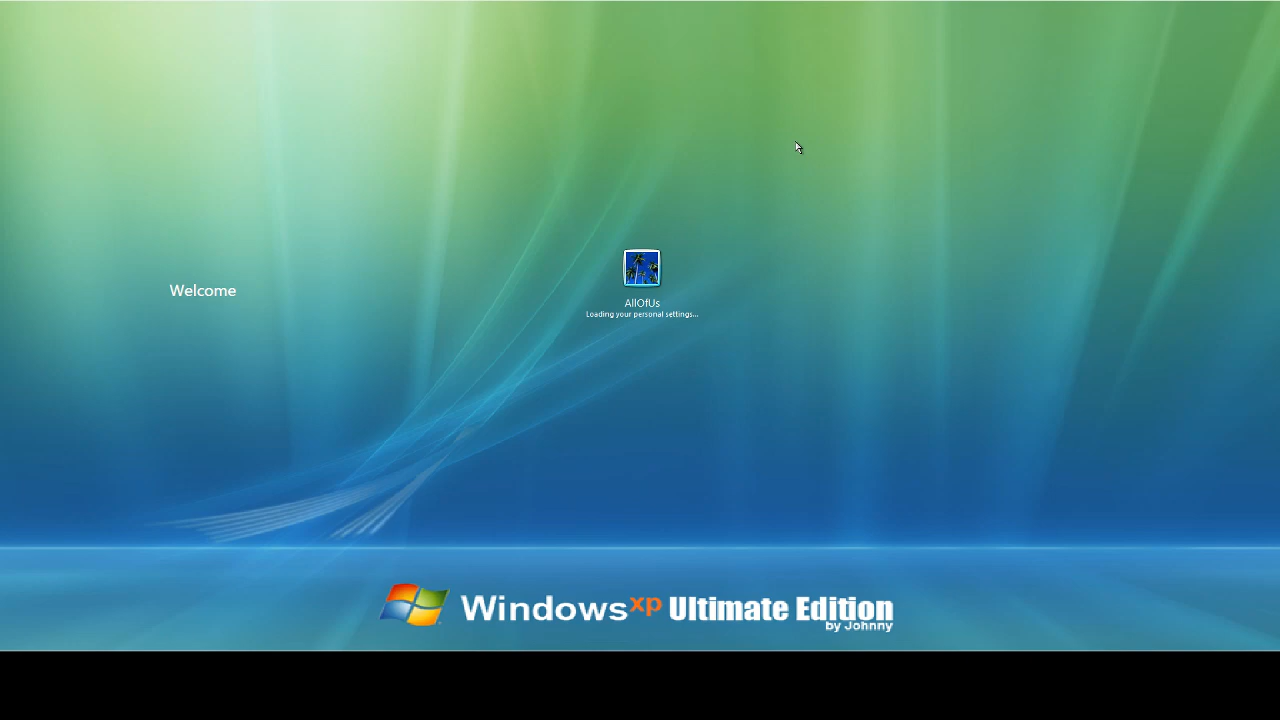 Welcome
AllOfUs
Loading your personal settings...
Windows xp Ultimate Edition
by Johnny